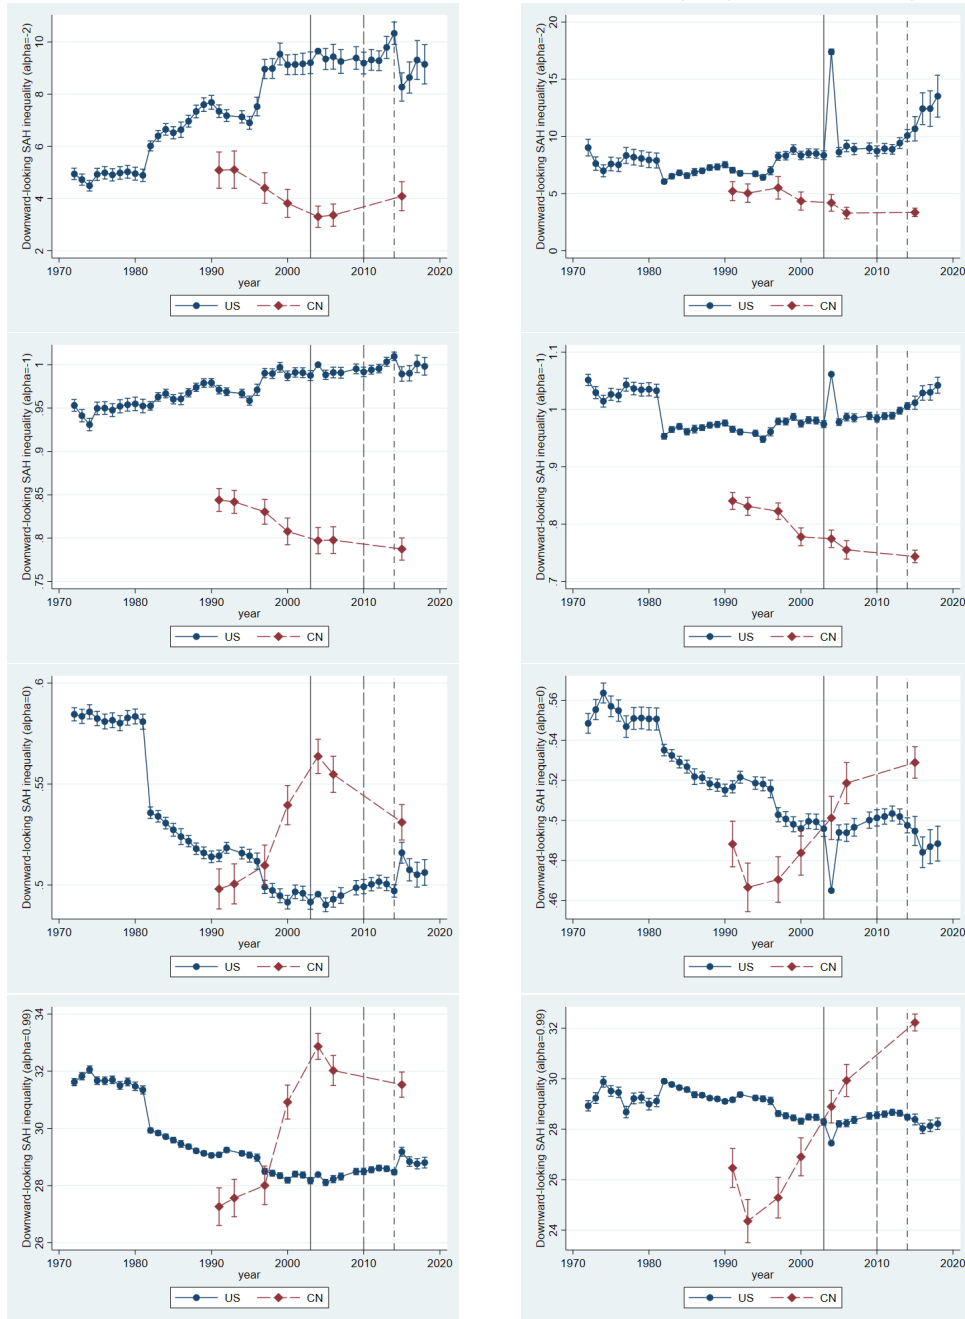 Downward-looking SAH inequality (alpha=-2)
10
8
6
4
2
1970 1980 1990 2000 2010 2020
year
US CN
Downward-looking SAH inequality (alpha=-2)
20
15
10
5
0
1970 1980 1990 2000 2010 2020
year
US CN
Downward-looking SAH inequality (alpha=-1)
1
.95
.9
.85
.8
.75
1970 1980 1990 2000 2010 2020
year
US CN
Downward-looking SAH inequality (alpha=-1)
1.1
1
.9
.8
.7
1970 1980 1990 2000 2010 2020
year
US CN
Downward-looking SAH inequality (alpha=0)
.6
.55
.5
1970 1980 1990 2000 2010 2020
year
US CN
Downward-looking SAH inequality (alpha=0)
.56
.54
.52
.5
.48
.46
1970 1980 1990 2000 2010 2020
year
US CN
Downward-looking SAH inequality (alpha=0.99)
34
32
30
28
26
1970 1980 1990 2000 2010 2020
year
US CN
Downward-looking SAH inequality (alpha=0.99)
32
30
28
26
24
1970 1980 1990 2000 2010 2020
year
US CN